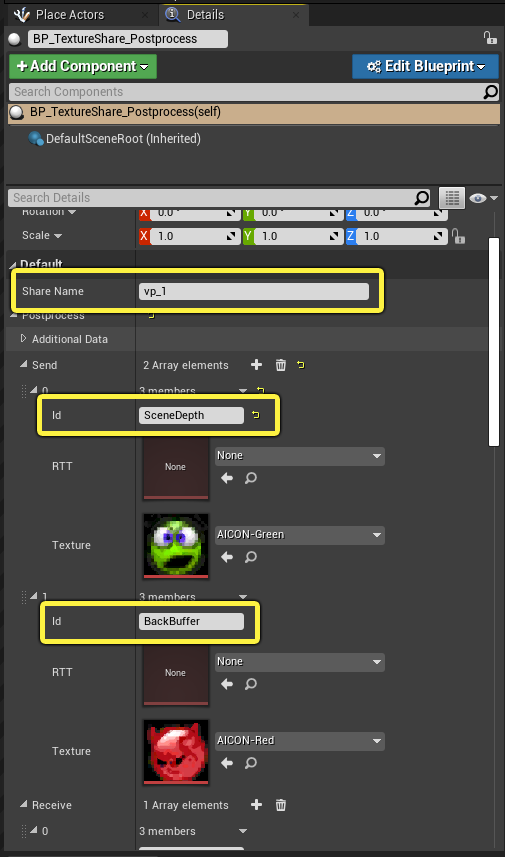 Place Actors
Details
BP_TextureShare_Postprocess
Add Component
Edit Blueprint
Search Components
BP_TextureShare_Postprocess(self)
DefaultSceneRoot (Inherited)
Search Details
Rotation X 0.0 ° Y 0.0 ° Z 0.0 °
Scale X 1.0 Y 1.0 Z 1.0
Default
Share Name vp_1
Postprocess
Additional Data
Send 2 Array elements
0 3 members
Id SceneDepth
RTT None None
Texture AICON-Green
1 3 members
Id BackBuffer
RTT None None
Texture AICON-Red
Receive 1 Array elements
0 3 members